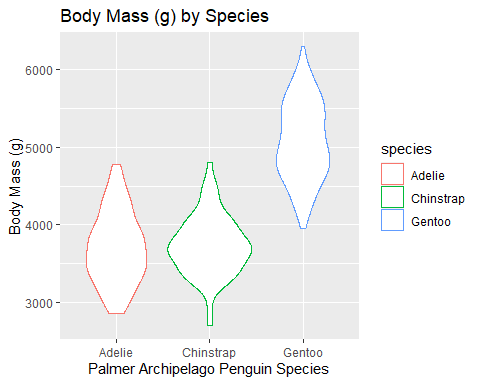 Body Mass (g) by Species
6000
5000
4000
3000
Body Mass (g)
Adelie
Chinstrap
Gentoo
Palmer Archipelago Penguin Species
species
Adelie
Chinstrap
Gentoo